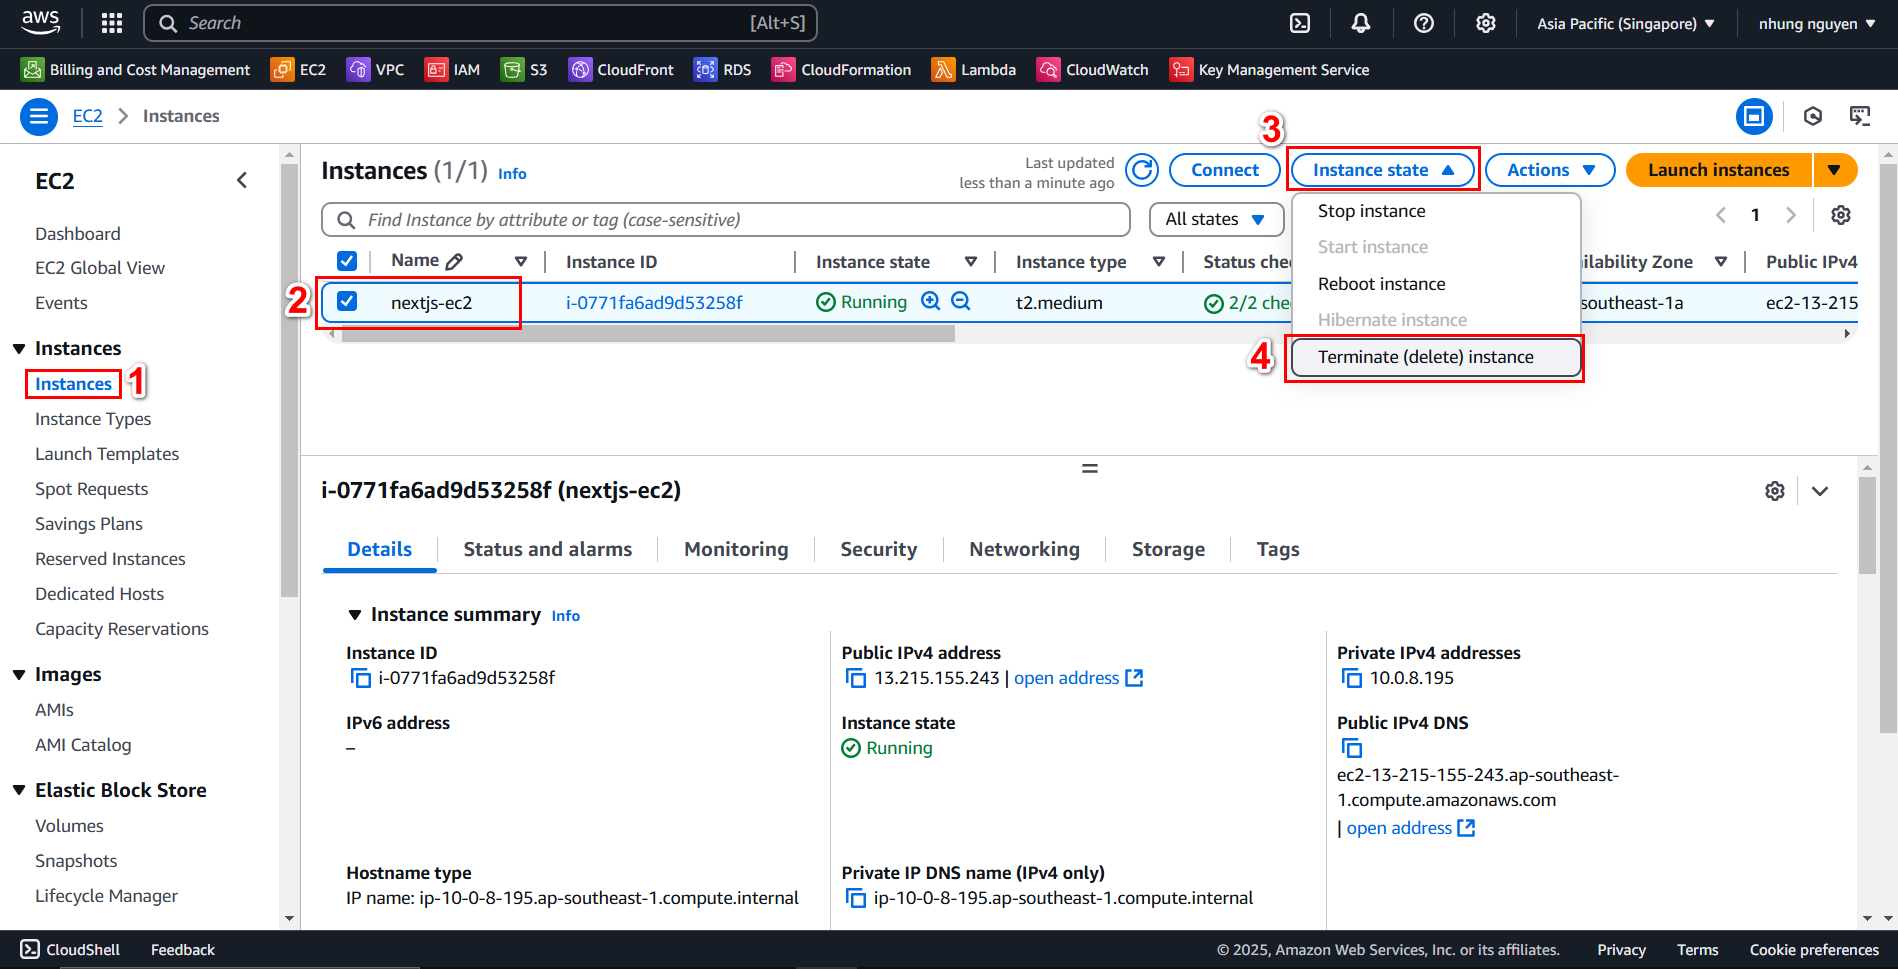 aws
Search [Alt+S]
Asia Pacific (Singapore) ▼ nhung nguyen ▼
Billing and Cost Management EC2 VPC IAM S3 CloudFront RDS CloudFormation Lambda CloudWatch Key Management Service
EC2 > Instances
EC2
Dashboard
EC2 Global View
Events
Instances
Instances 1
Instance Types
Launch Templates
Spot Requests
Savings Plans
Reserved Instances
Dedicated Hosts
Capacity Reservations
Images
AMIs
AMI Catalog
Elastic Block Store
Volumes
Snapshots
Lifecycle Manager
3
Instances (1/1) Info
Last updated
less than a minute ago
Connect Instance state Actions Launch instances
Find Instance by attribute or tag (case-sensitive)
All states
1
Name Instance ID Instance state Instance type Status che ilability Zone Public IPv4
2 nextjs-ec2 i-0771fa6ad9d53258f Running t2.medium 2/2 che southeast-1a ec2-13-215
Stop instance
Start instance
Reboot instance
Hibernate instance
4 Terminate (delete) instance
i-0771fa6ad9d53258f (nextjs-ec2)
Details Status and alarms Monitoring Security Networking Storage Tags
Instance summary Info
Instance ID
i-0771fa6ad9d53258f
Public IPv4 address
13.215.155.243 | open address
Private IPv4 addresses
10.0.8.195
IPv6 address
–
Instance state
Running
Public IPv4 DNS
ec2-13-215-155-243.ap-southeast-
1.compute.amazonaws.com
| open address
Hostname type
IP name: ip-10-0-8-195.ap-southeast-1.compute.internal
Private IP DNS name (IPv4 only)
ip-10-0-8-195.ap-southeast-1.compute.internal
CloudShell Feedback
© 2025, Amazon Web Services, Inc. or its affiliates. Privacy Terms Cookie preferences